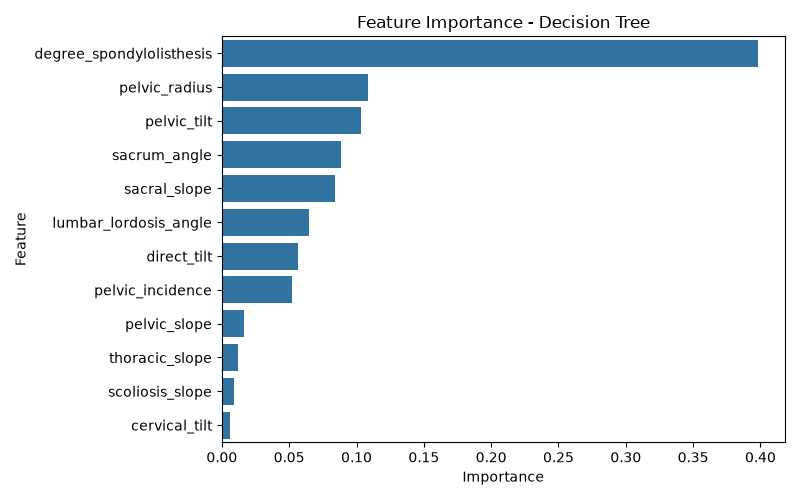 Feature Importance - Decision Tree
degree_spondylolisthesis
pelvic_radius
pelvic_tilt
sacrum_angle
sacral_slope
lumbar_lordosis_angle
direct_tilt
pelvic_incidence
pelvic_slope
thoracic_slope
scoliosis_slope
cervical_tilt
Feature
0.00 0.05 0.10 0.15 0.20 0.25 0.30 0.35 0.40
Importance